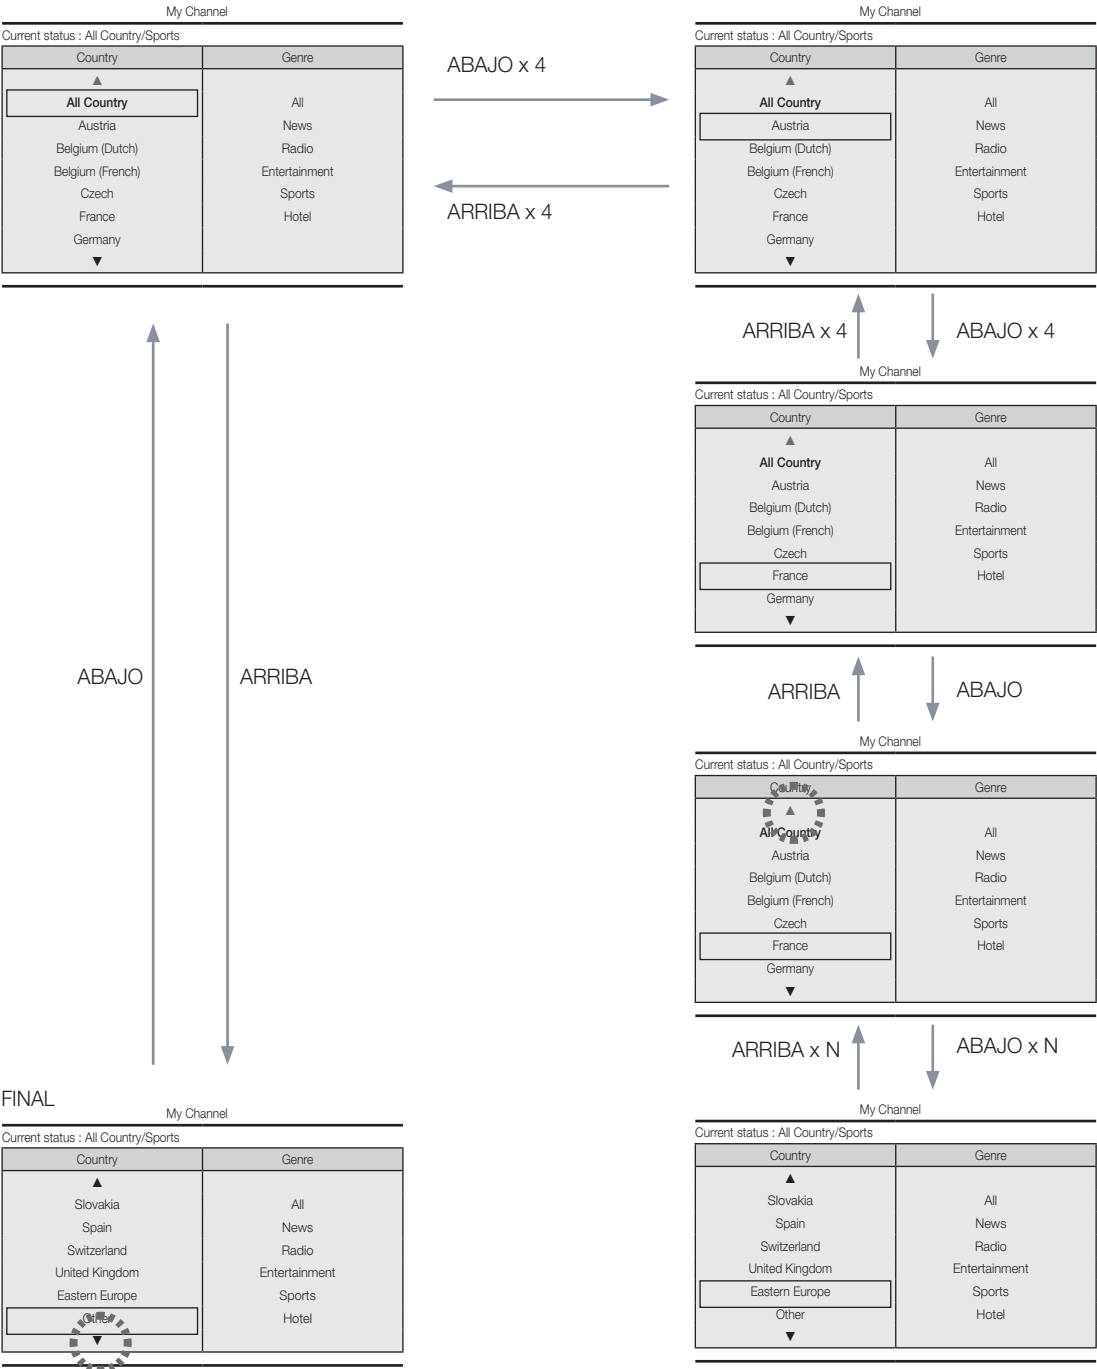 My Channel
Current status : All Country/Sports
Country Genre
▲
All Country All
Austria News
Belgium (Dutch) Radio
Belgium (French) Entertainment
Czech Sports
France Hotel
Germany
▼
ABAJO x 4
ARRIBA x 4
My Channel
Current status : All Country/Sports
Country Genre
▲
All Country All
Austria News
Belgium (Dutch) Radio
Belgium (French) Entertainment
Czech Sports
France Hotel
Germany
▼
ARRIBA x 4 ABAJO x 4
My Channel
Current status : All Country/Sports
Country Genre
▲
All Country All
Austria News
Belgium (Dutch) Radio
Belgium (French) Entertainment
Czech Sports
France Hotel
Germany
▼
ABAJO ARRIBA
ARRIBA ABAJO
My Channel
Current status : All Country/Sports
Country Genre
▲
All Country All
Austria News
Belgium (Dutch) Radio
Belgium (French) Entertainment
Czech Sports
France Hotel
Germany
▼
ARRIBA x N ABAJO x N
FINAL
My Channel
Current status : All Country/Sports
Country Genre
▲
Slovakia All
Spain News
Switzerland Radio
United Kingdom Entertainment
Eastern Europe Sports
Other Hotel
▼
My Channel
Current status : All Country/Sports
Country Genre
▲
Slovakia All
Spain News
Switzerland Radio
United Kingdom Entertainment
Eastern Europe Sports
Other Hotel
▼